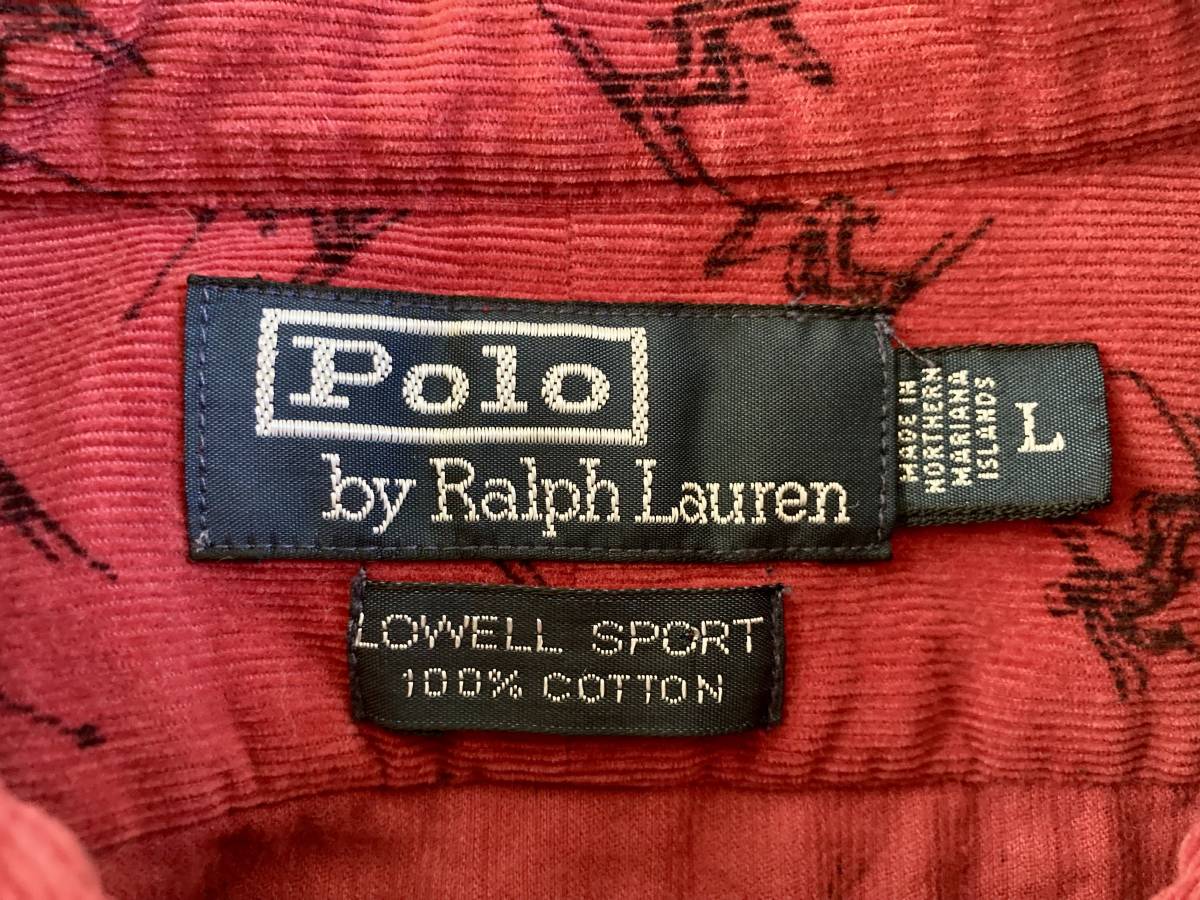 Polo
by Ralph Lauren
MADE IN
NORTHERN
MARIANA
ISLANDS
L
LOWELL SPORT
100% COTTON